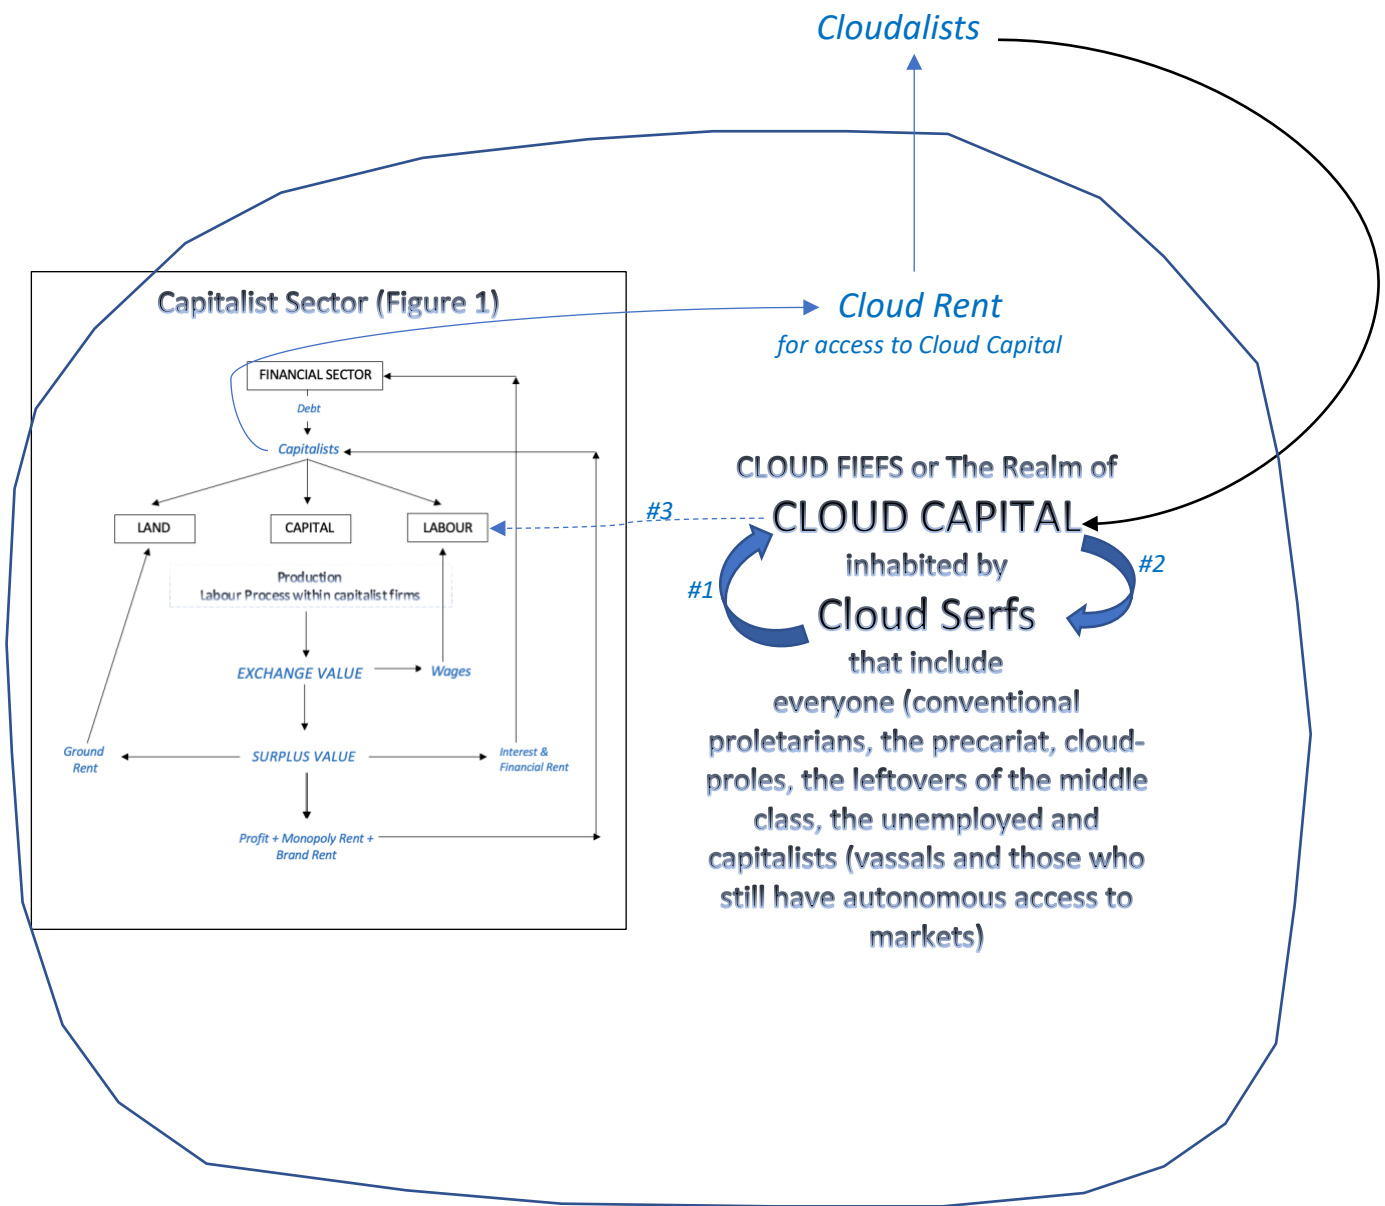 Cloudalists
Capitalist Sector (Figure 1)
Cloud Rent
for access to Cloud Capital
FINANCIAL SECTOR
Debt
Capitalists
LAND
CAPITAL
LABOUR
Production
Labour Process within capitalist firms
EXCHANGE VALUE
Wages
Ground
Rent
SURPLUS VALUE
Interest &
Financial Rent
Profit + Monopoly Rent +
Brand Rent
#3
CLOUD FIEFS or The Realm of
CLOUD CAPITAL
inhabited by
#2
#1
Cloud Serfs
that include
everyone (conventional
proletarians, the precariat, cloud-
proles, the leftovers of the middle
class, the unemployed and
capitalists (vassals and those who
still have autonomous access to
markets)